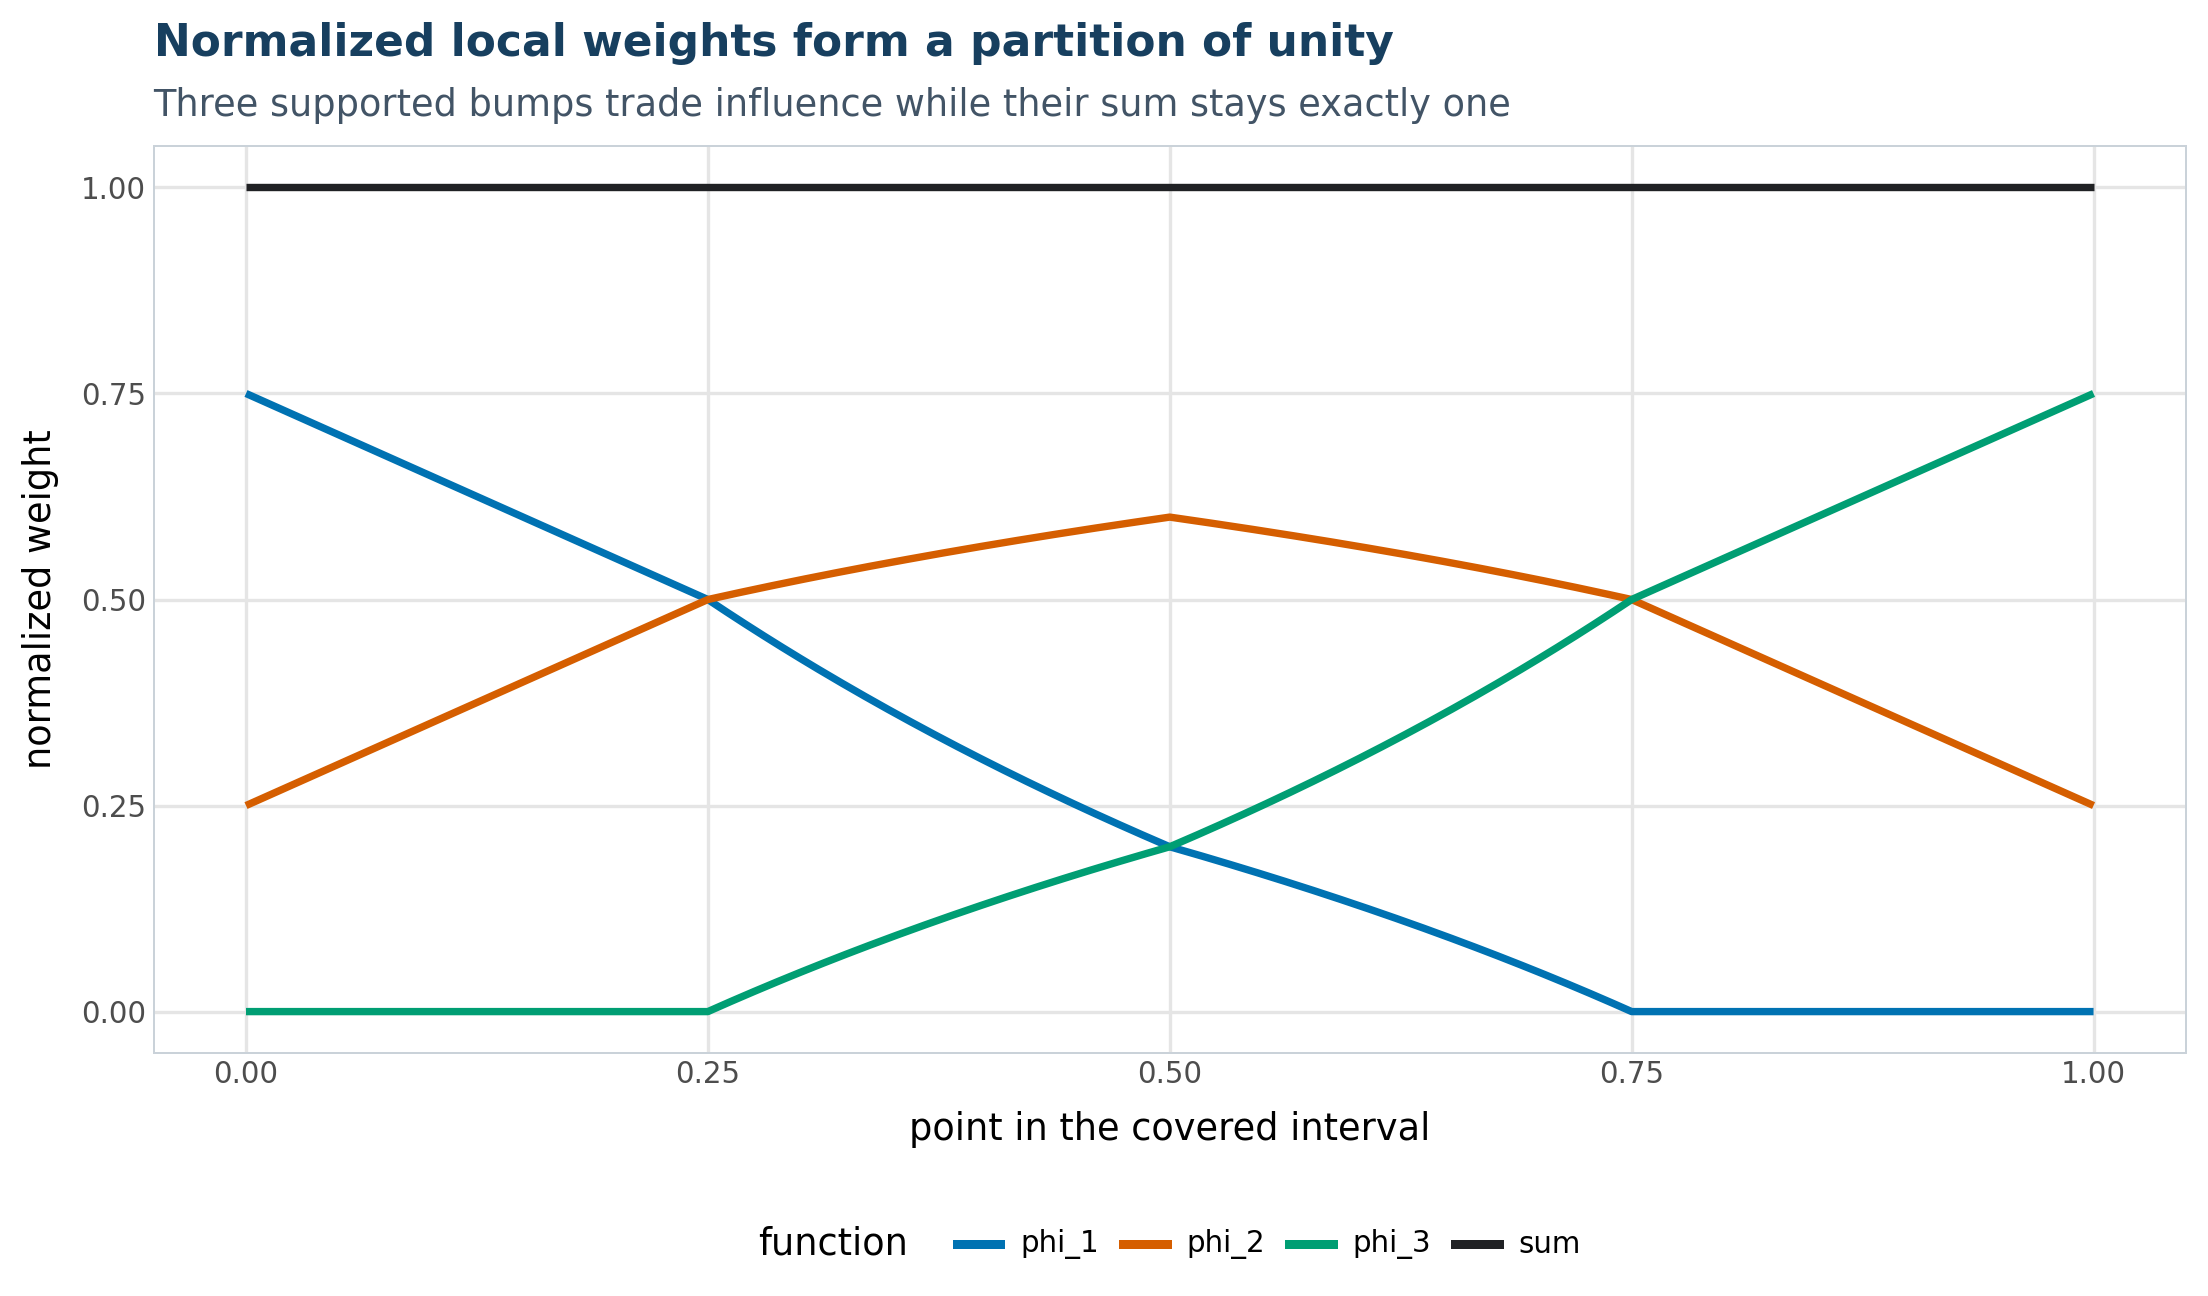 Normalized local weights form a partition of unity
Three supported bumps trade influence while their sum stays exactly one
normalized weight
1.00
0.75
0.50
0.25
0.00
0.00 0.25 0.50 0.75 1.00
point in the covered interval
function phi_1 phi_2 phi_3 sum